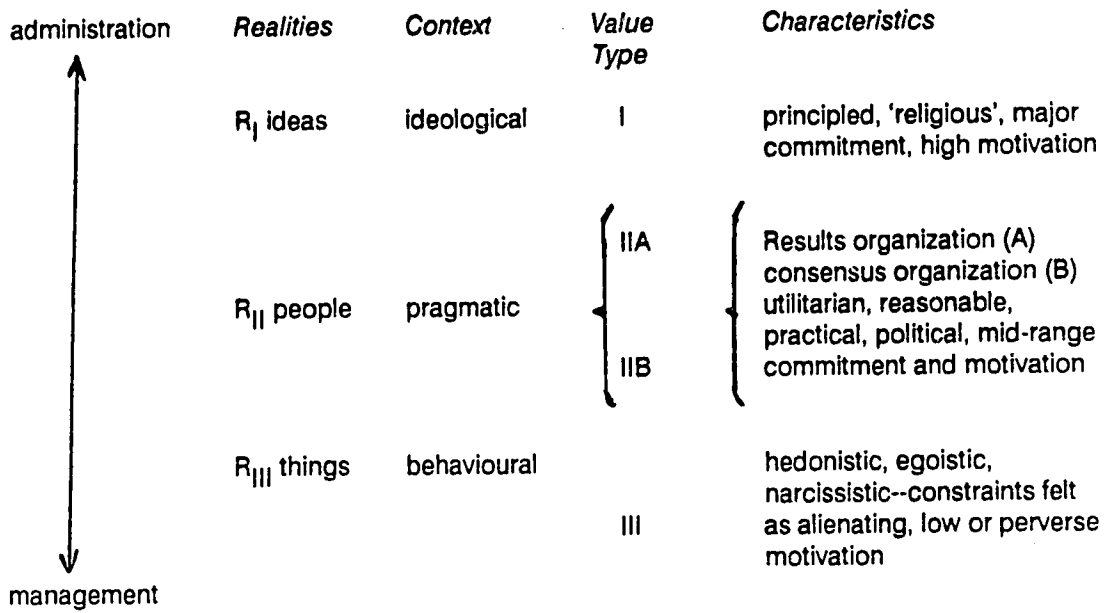 administration Realities Context Value Type Characteristics
R_I ideas ideological I principled, 'religious', major
commitment, high motivation
IIA Results organization (A)
consensus organization (B)
R_II people pragmatic utilitarian, reasonable,
practical, political, mid-range
IIB commitment and motivation
R_III things behavioural hedonistic, egoistic,
narcissistic--constraints felt
III as alienating, low or perverse
motivation
management